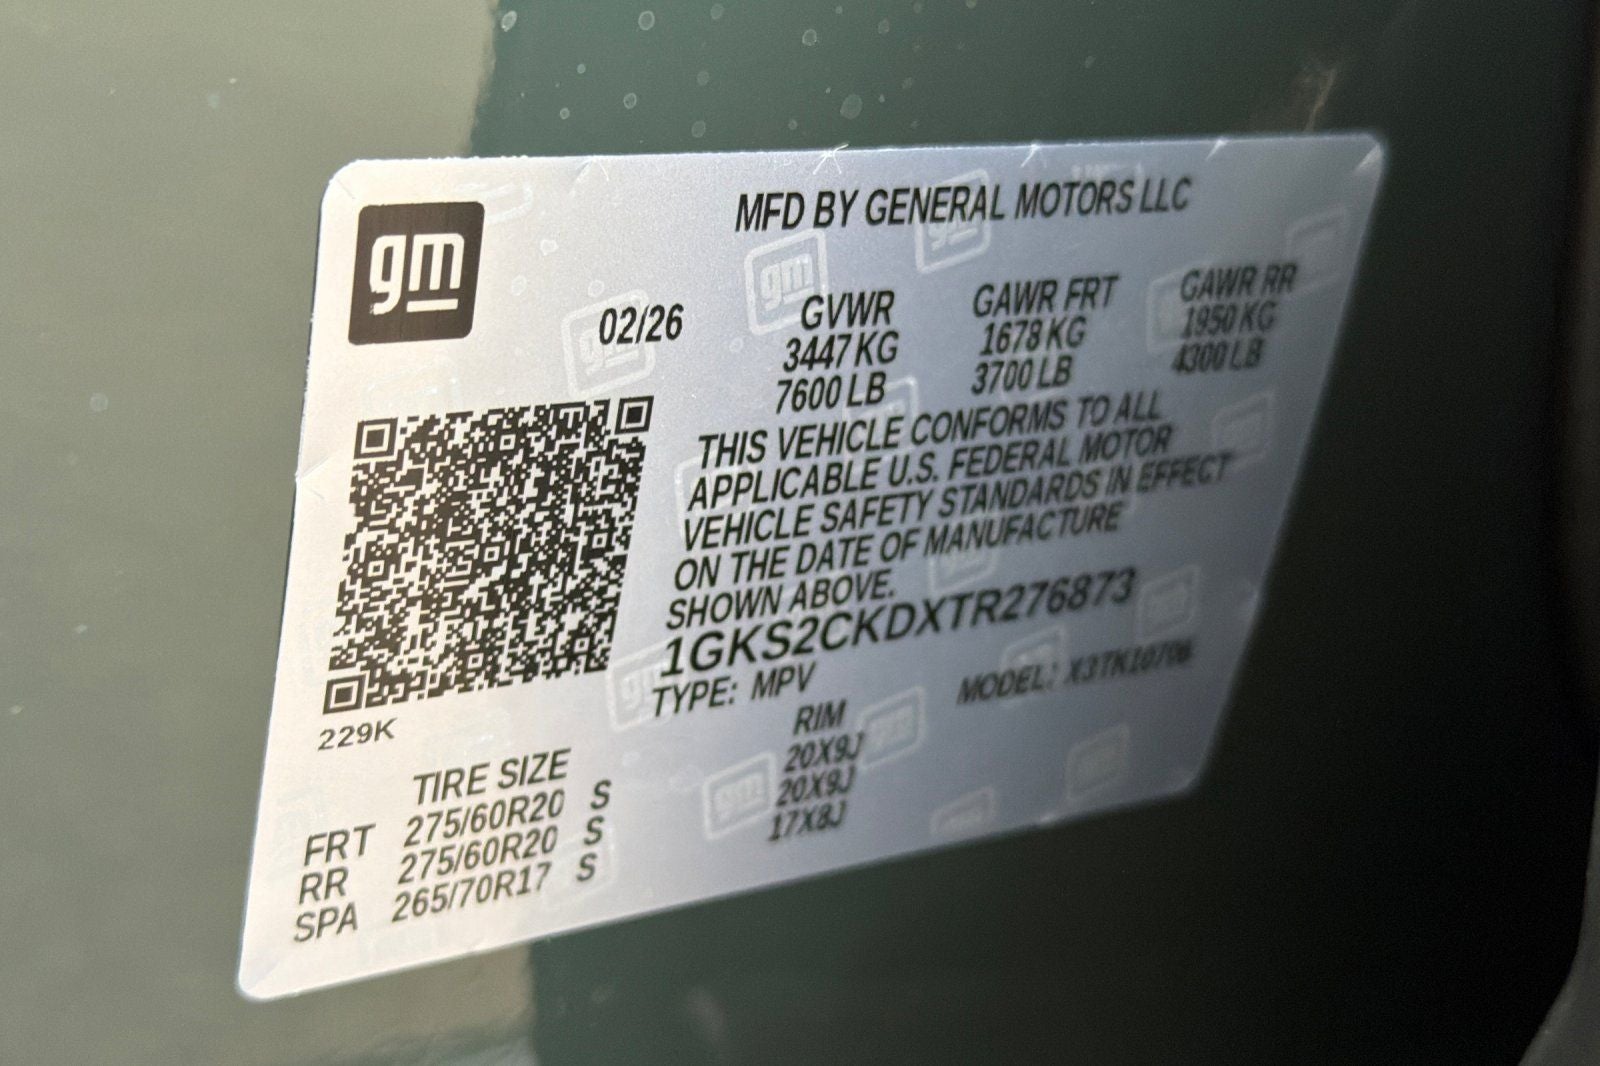 gm
MFD BY GENERAL MOTORS LLC
02/26
GVWR GAWR FRT GAWR RR
3447 KG 1678 KG 1950 KG
7600 LB 3700 LB 4300 LB
THIS VEHICLE CONFORMS TO ALL
APPLICABLE U.S. FEDERAL MOTOR
VEHICLE SAFETY STANDARDS IN EFFECT
ON THE DATE OF MANUFACTURE
SHOWN ABOVE.
1GKS2CKDXTR276873
TYPE: MPV MODEL: X3TK10706
229K
TIRE SIZE RIM
FRT 275/60R20 S 20X9J
RR 275/60R20 S 20X9J
SPA 265/70R17 S 17X8J